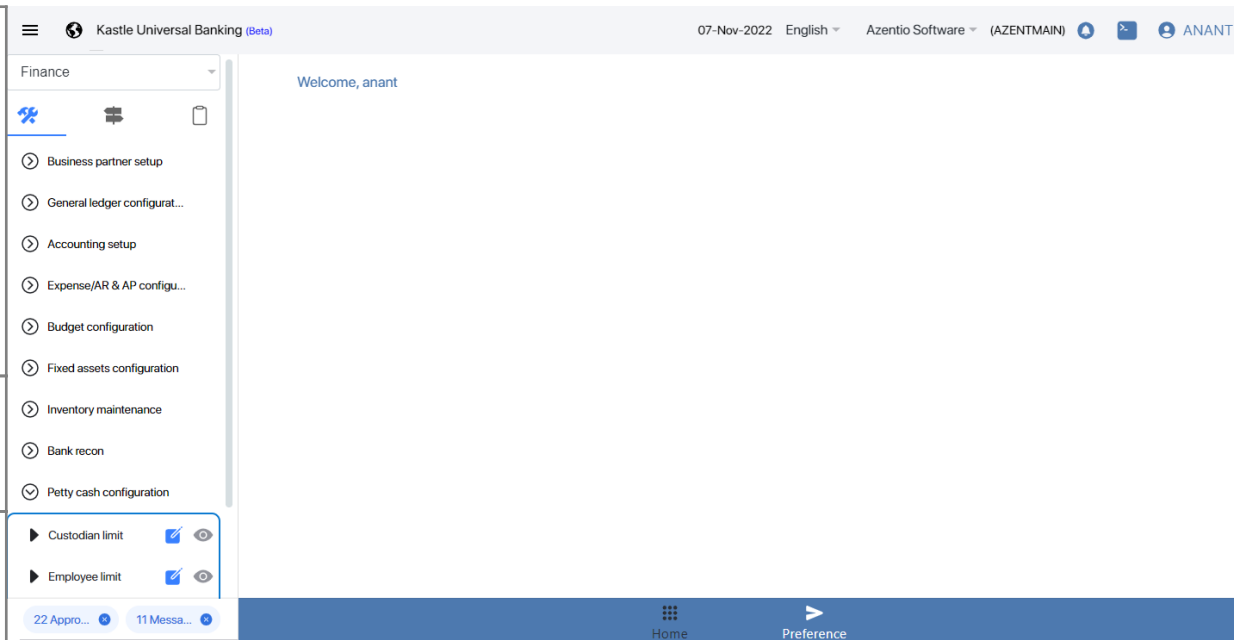 Kastle Universal Banking (Beta) 07-Nov-2022 English Azentio Software (AZENTMAIN) ANANT
Finance
Welcome, anant
Business partner setup
General ledger configurat...
Accounting setup
Expense/AR & AP configu...
Budget configuration
Fixed assets configuration
Inventory maintenance
Bank recon
Petty cash configuration
Custodian limit
Employee limit
22 Appro... 11 Messa...
Home Preference